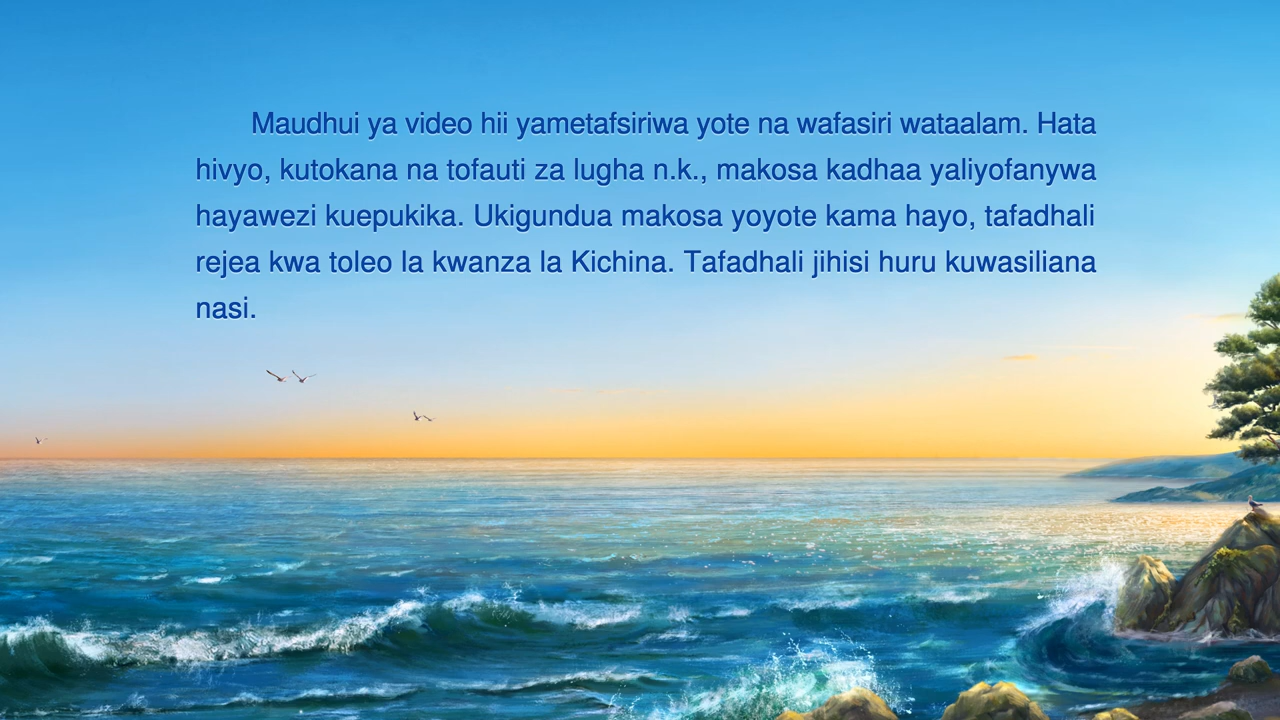 Maudhui ya video hii yametafsiriwa yote na wafasiri wataalam. Hata
hivyo, kutokana na tofauti za lugha n.k., makosa kadhaa yaliyofanywa
hayawezi kuepukika. Ukigundua makosa yoyote kama hayo, tafadhali
rejea kwa toleo la kwanza la Kichina. Tafadhali jihisi huru kuwasiliana
nasi.